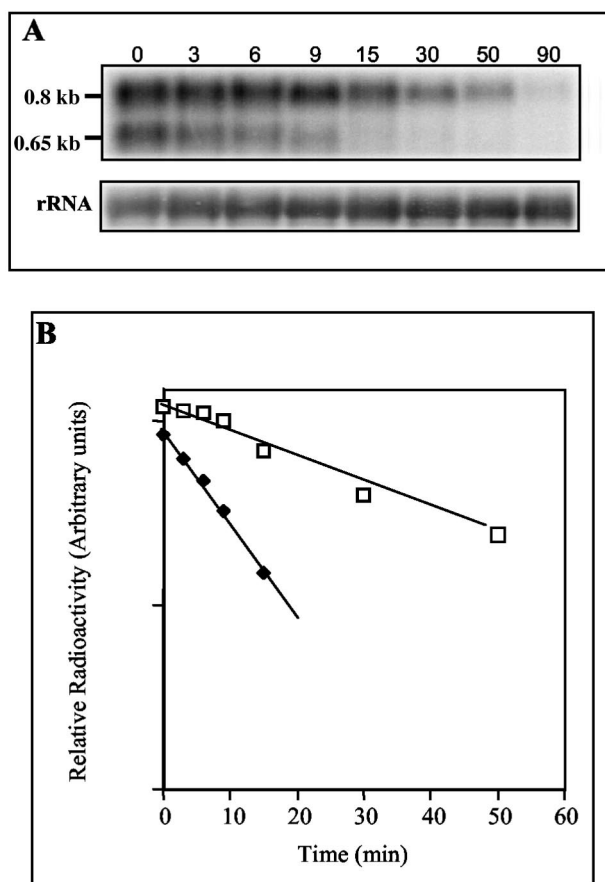 A
0 3 6 9 15 30 50 90
0.8 kb
0.65 kb
rRNA
B
Relative Radioactivity (Arbitrary units)
0 10 20 30 40 50 60
Time (min)